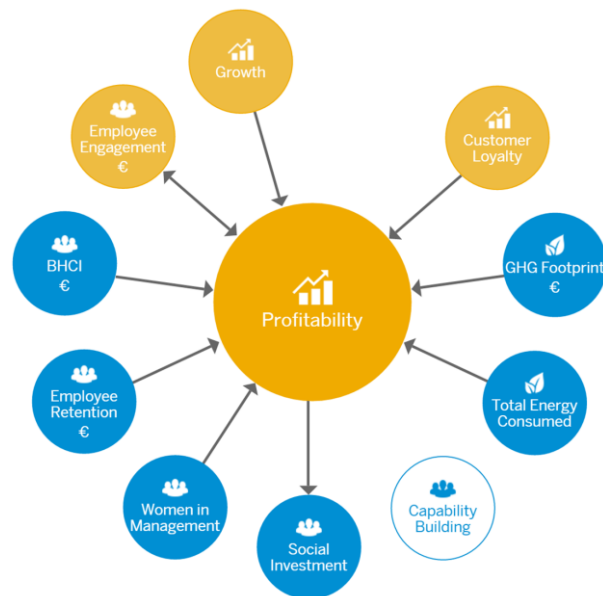 Growth
Employee
Engagement
€
Customer
Loyalty
BHCI
€
GHG Footprint
€
Profitability
Employee
Retention
€
Total Energy
Consumed
Women in
Management
Social
Investment
Capability
Building